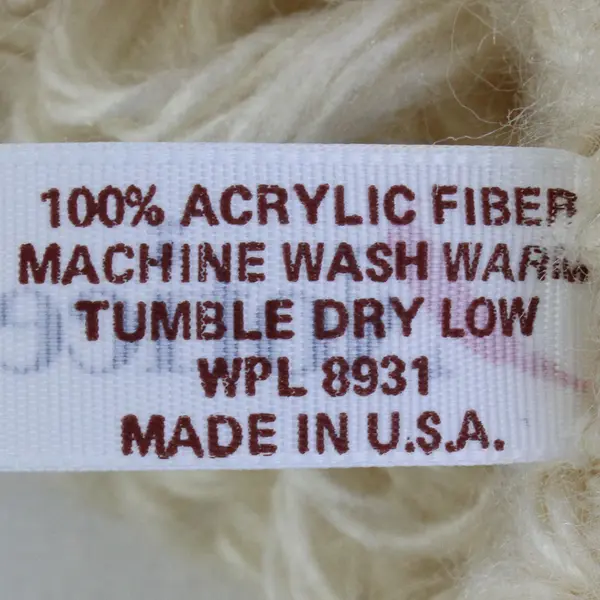 100% ACRYLIC FIBER
MACHINE WASH WARM
TUMBLE DRY LOW
WPL 8931
MADE IN U.S.A.